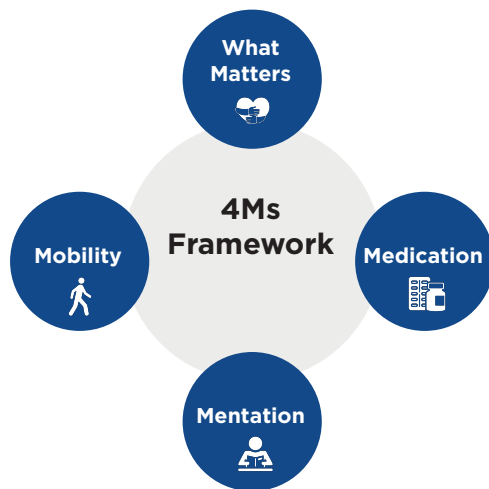 What
Matters
4Ms
Framework
Mobility
Medication
Mentation